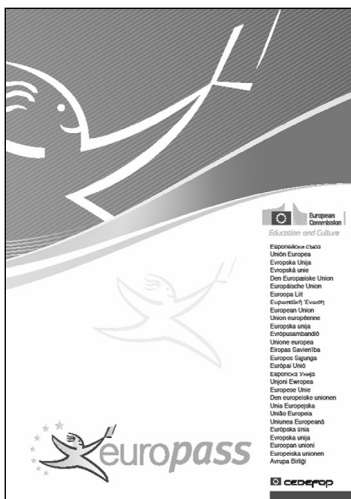 European
Commission
Education and Culture
Европейски съюз
Unión Europea
Evropska Unija
Evropská unie
Den Europæiske Union
Europäische Union
Euroopa Liit
Ευρωπαϊκή Ένωση
European Union
Union européenne
Europska unija
Evrópusambandið
Unione europea
Eiropas Savienība
Europos Sąjunga
Európai Unió
Европска Унија
Unjoni Ewropea
Europese Unie
Den europeiske unionen
Unia Europejska
União Europeia
Uniunea Europeană
Európska únia
Evropska unija
Euroopan unioni
Europeiska unionen
Avrupa Birliği
europass
CEDEFOP